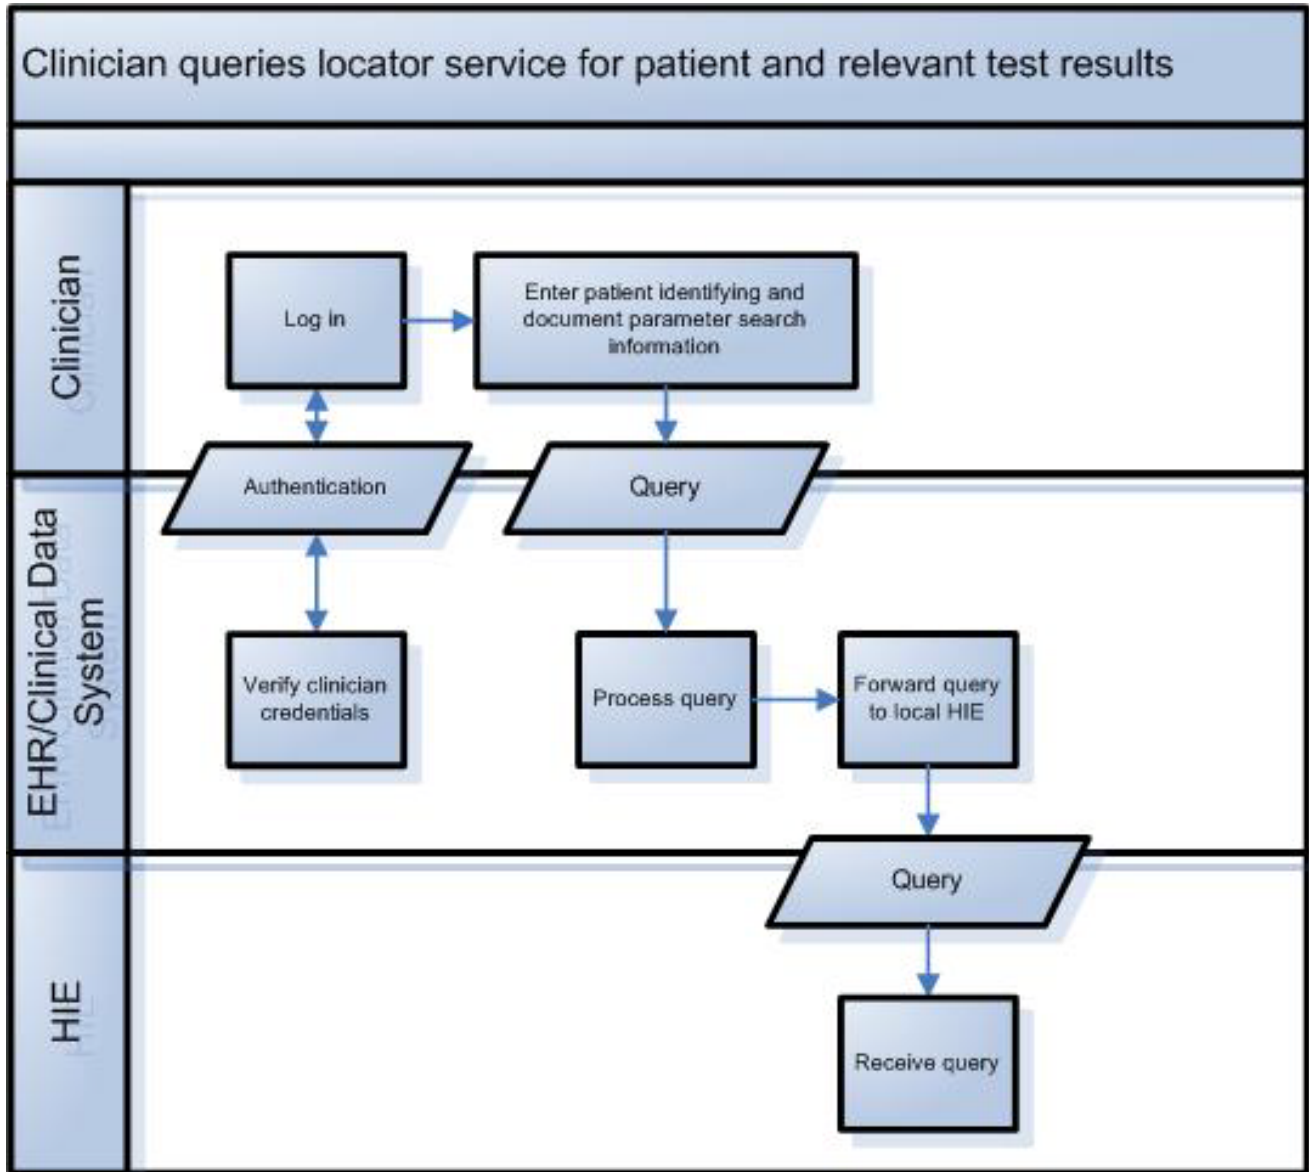 Clinician queries locator service for patient and relevant test results
Clinician
Log in
Enter patient identifying and
document parameter search
information
Authentication
Query
EHR/Clinical Data
System
Verify clinician
credentials
Process query
Forward query
to local HIE
Query
HIE
Receive query